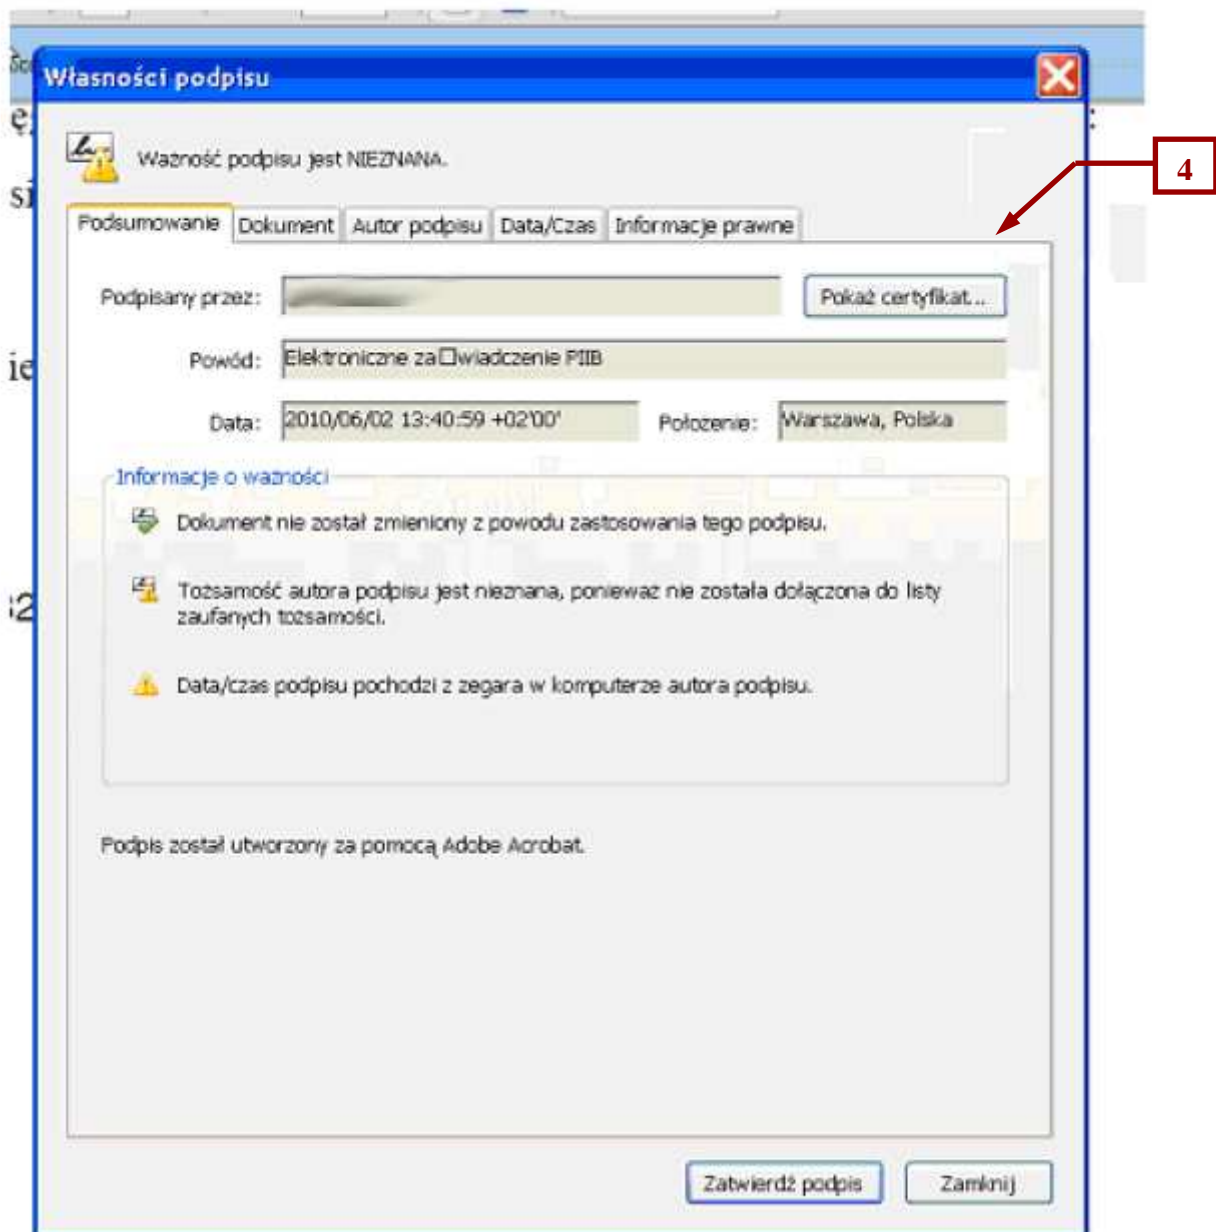 Własności podpisu
Ważność podpisu jest NIEZNANA.
4
Podsumowanie Dokument Autor podpisu Data/Czas Informacje prawne
Podpisany przez: Pokaż certyfikat...
Powód: Elektroniczne za□wiadczenie PIIB
Data: 2010/06/02 13:40:59 +02'00' Położenie: Warszawa, Polska
Informacje o ważności
Dokument nie został zmieniony z powodu zastosowania tego podpisu.
Tożsamość autora podpisu jest nieznana, ponieważ nie została dołączona do listy
zaufanych tożsamości.
Data/czas podpisu pochodzi z zegara w komputerze autora podpisu.
Podpis został utworzony za pomocą Adobe Acrobat.
Zatwierdź podpis Zamknij